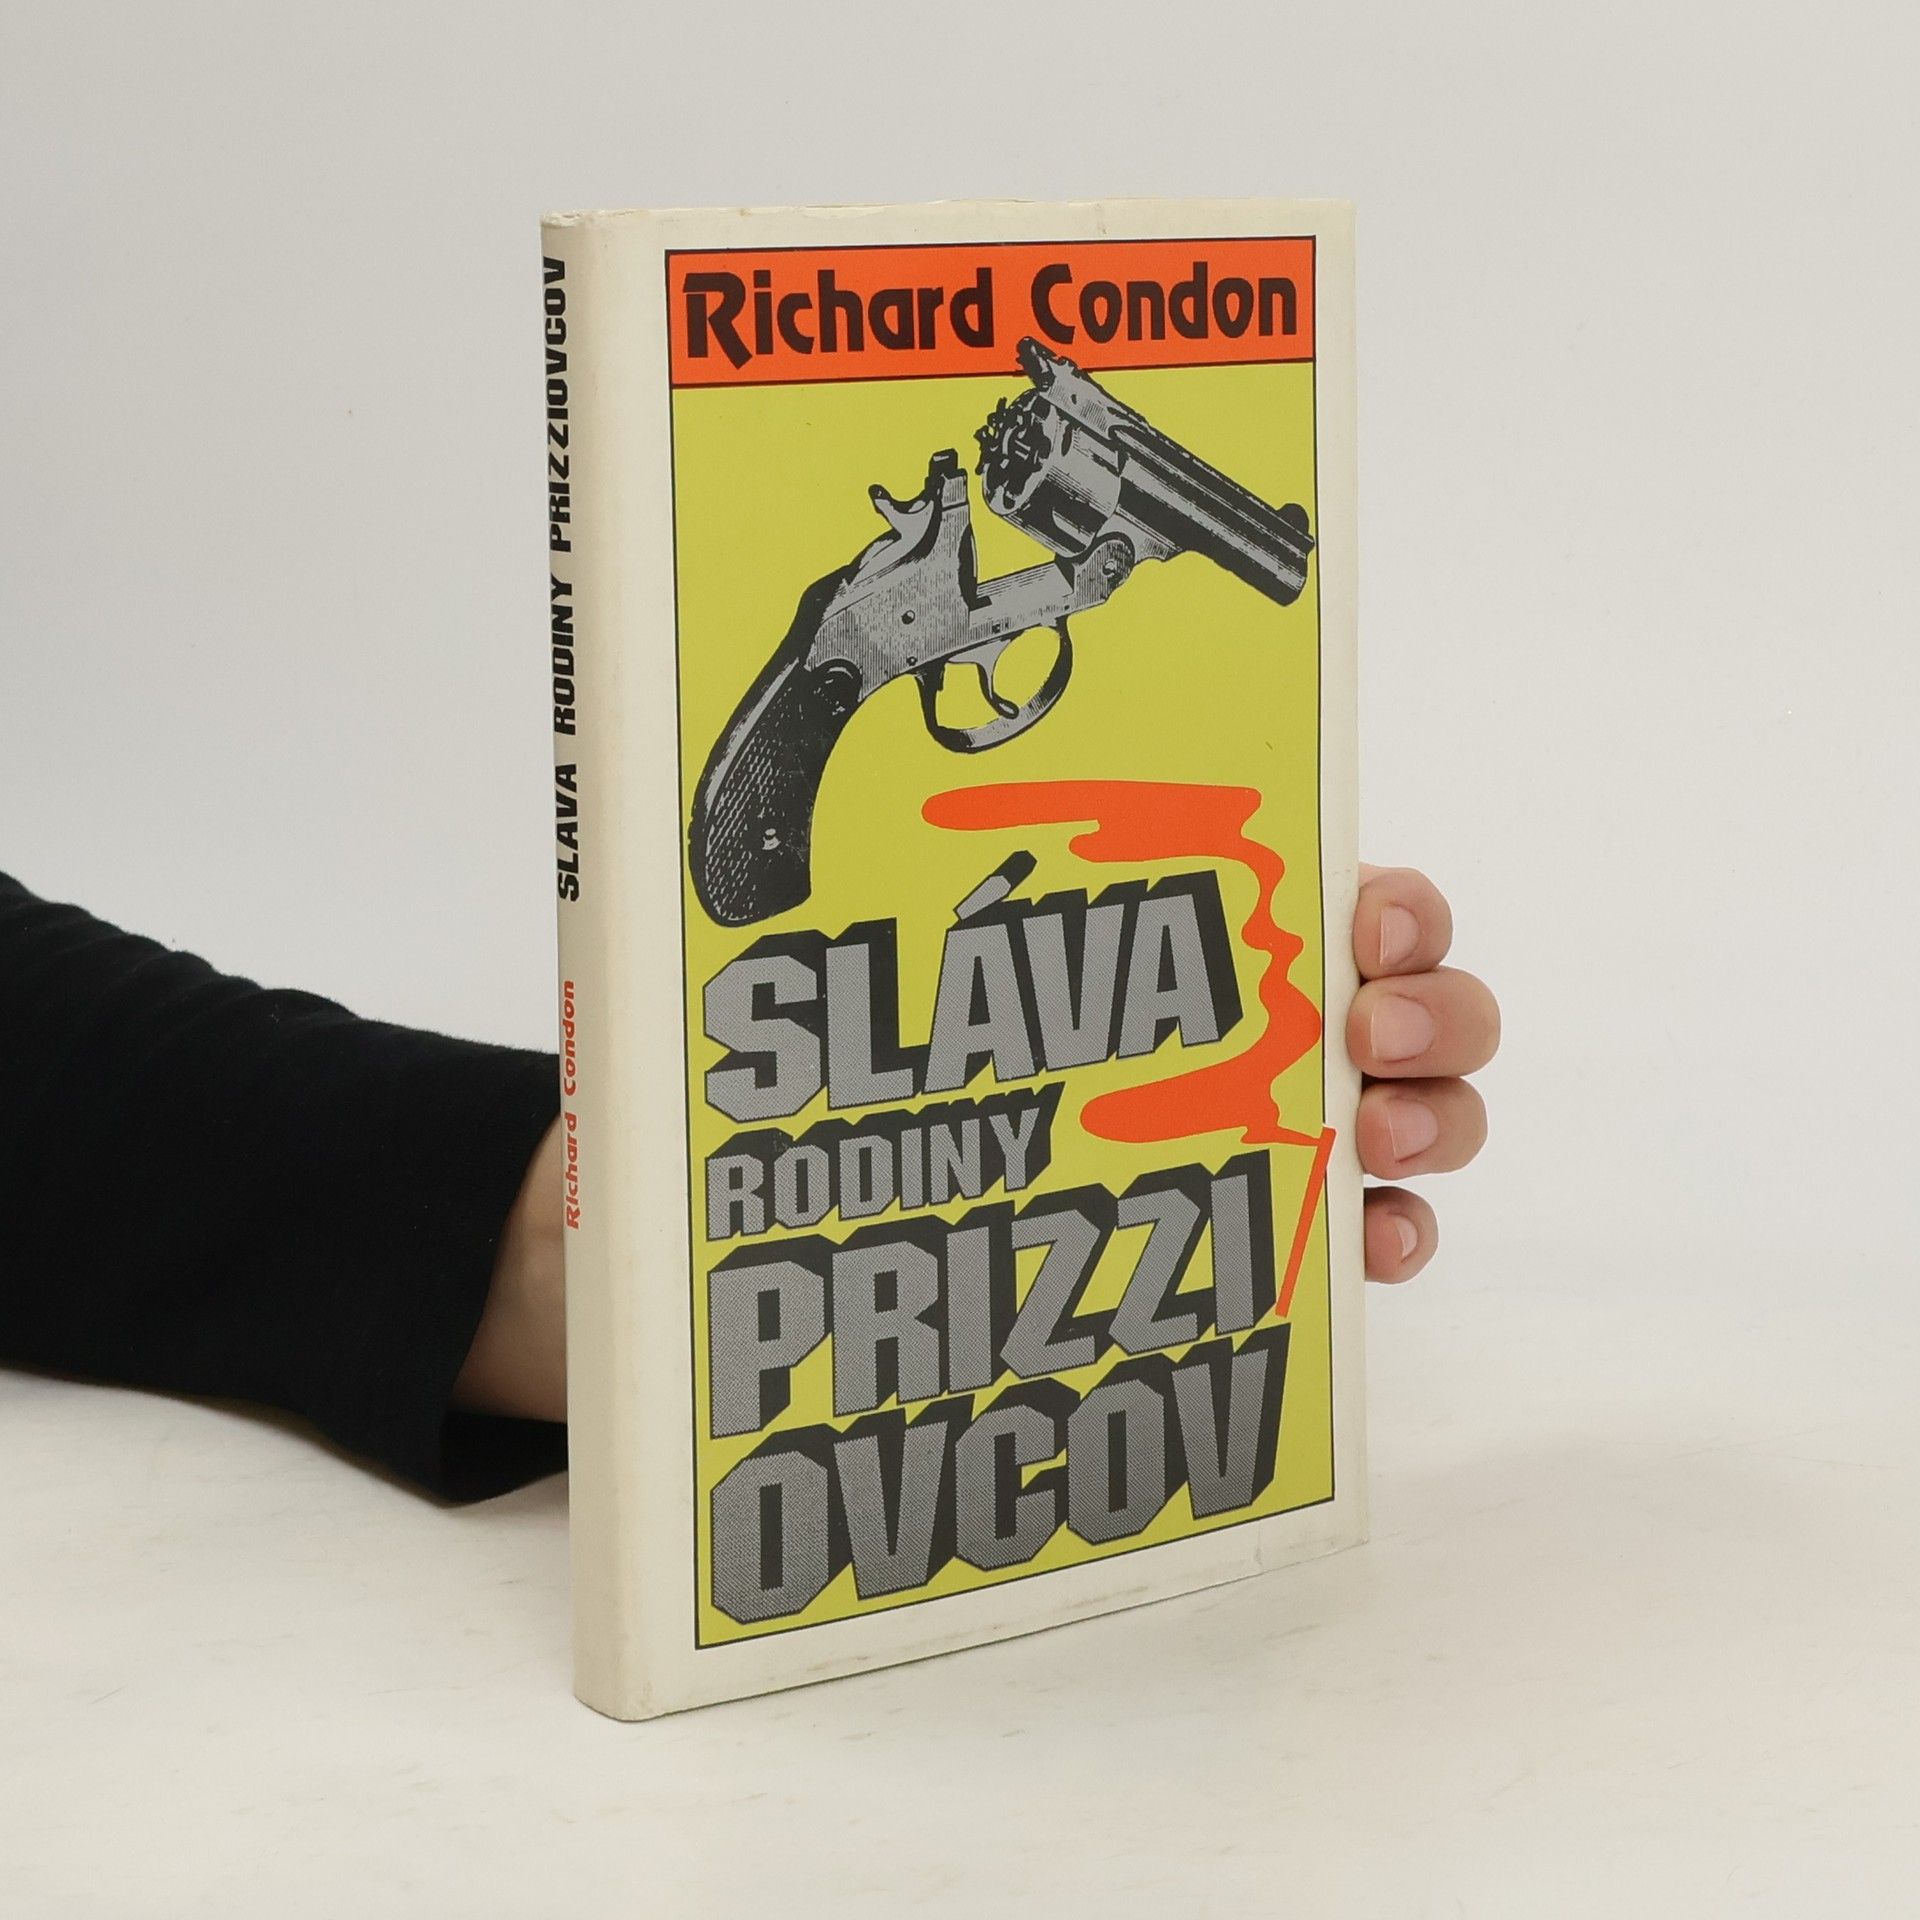 Richard Condon
SLÁVA
RODINY
PRIZZI
OVCOV
SLÁVA RODINY PRIZZIOVCOV
Richard Condon